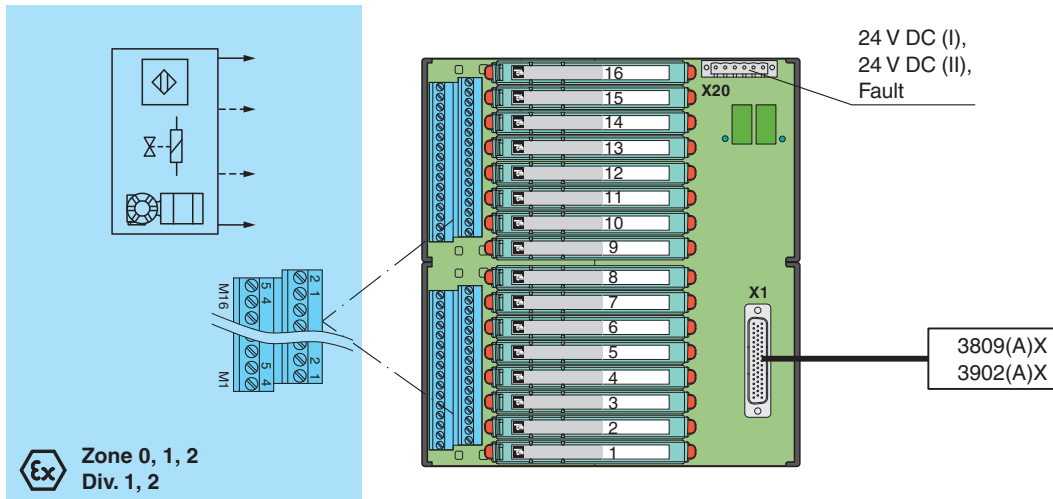 24 V DC (I),
24 V DC (II),
Fault
X20
16
15
14
13
12
11
10
9
8
7
6
5
4
3
2
1
X1
3809(A)X
3902(A)X
M16
5
4
2
1
M1
5
4
2
1
Ex
Zone 0, 1, 2
Div. 1, 2